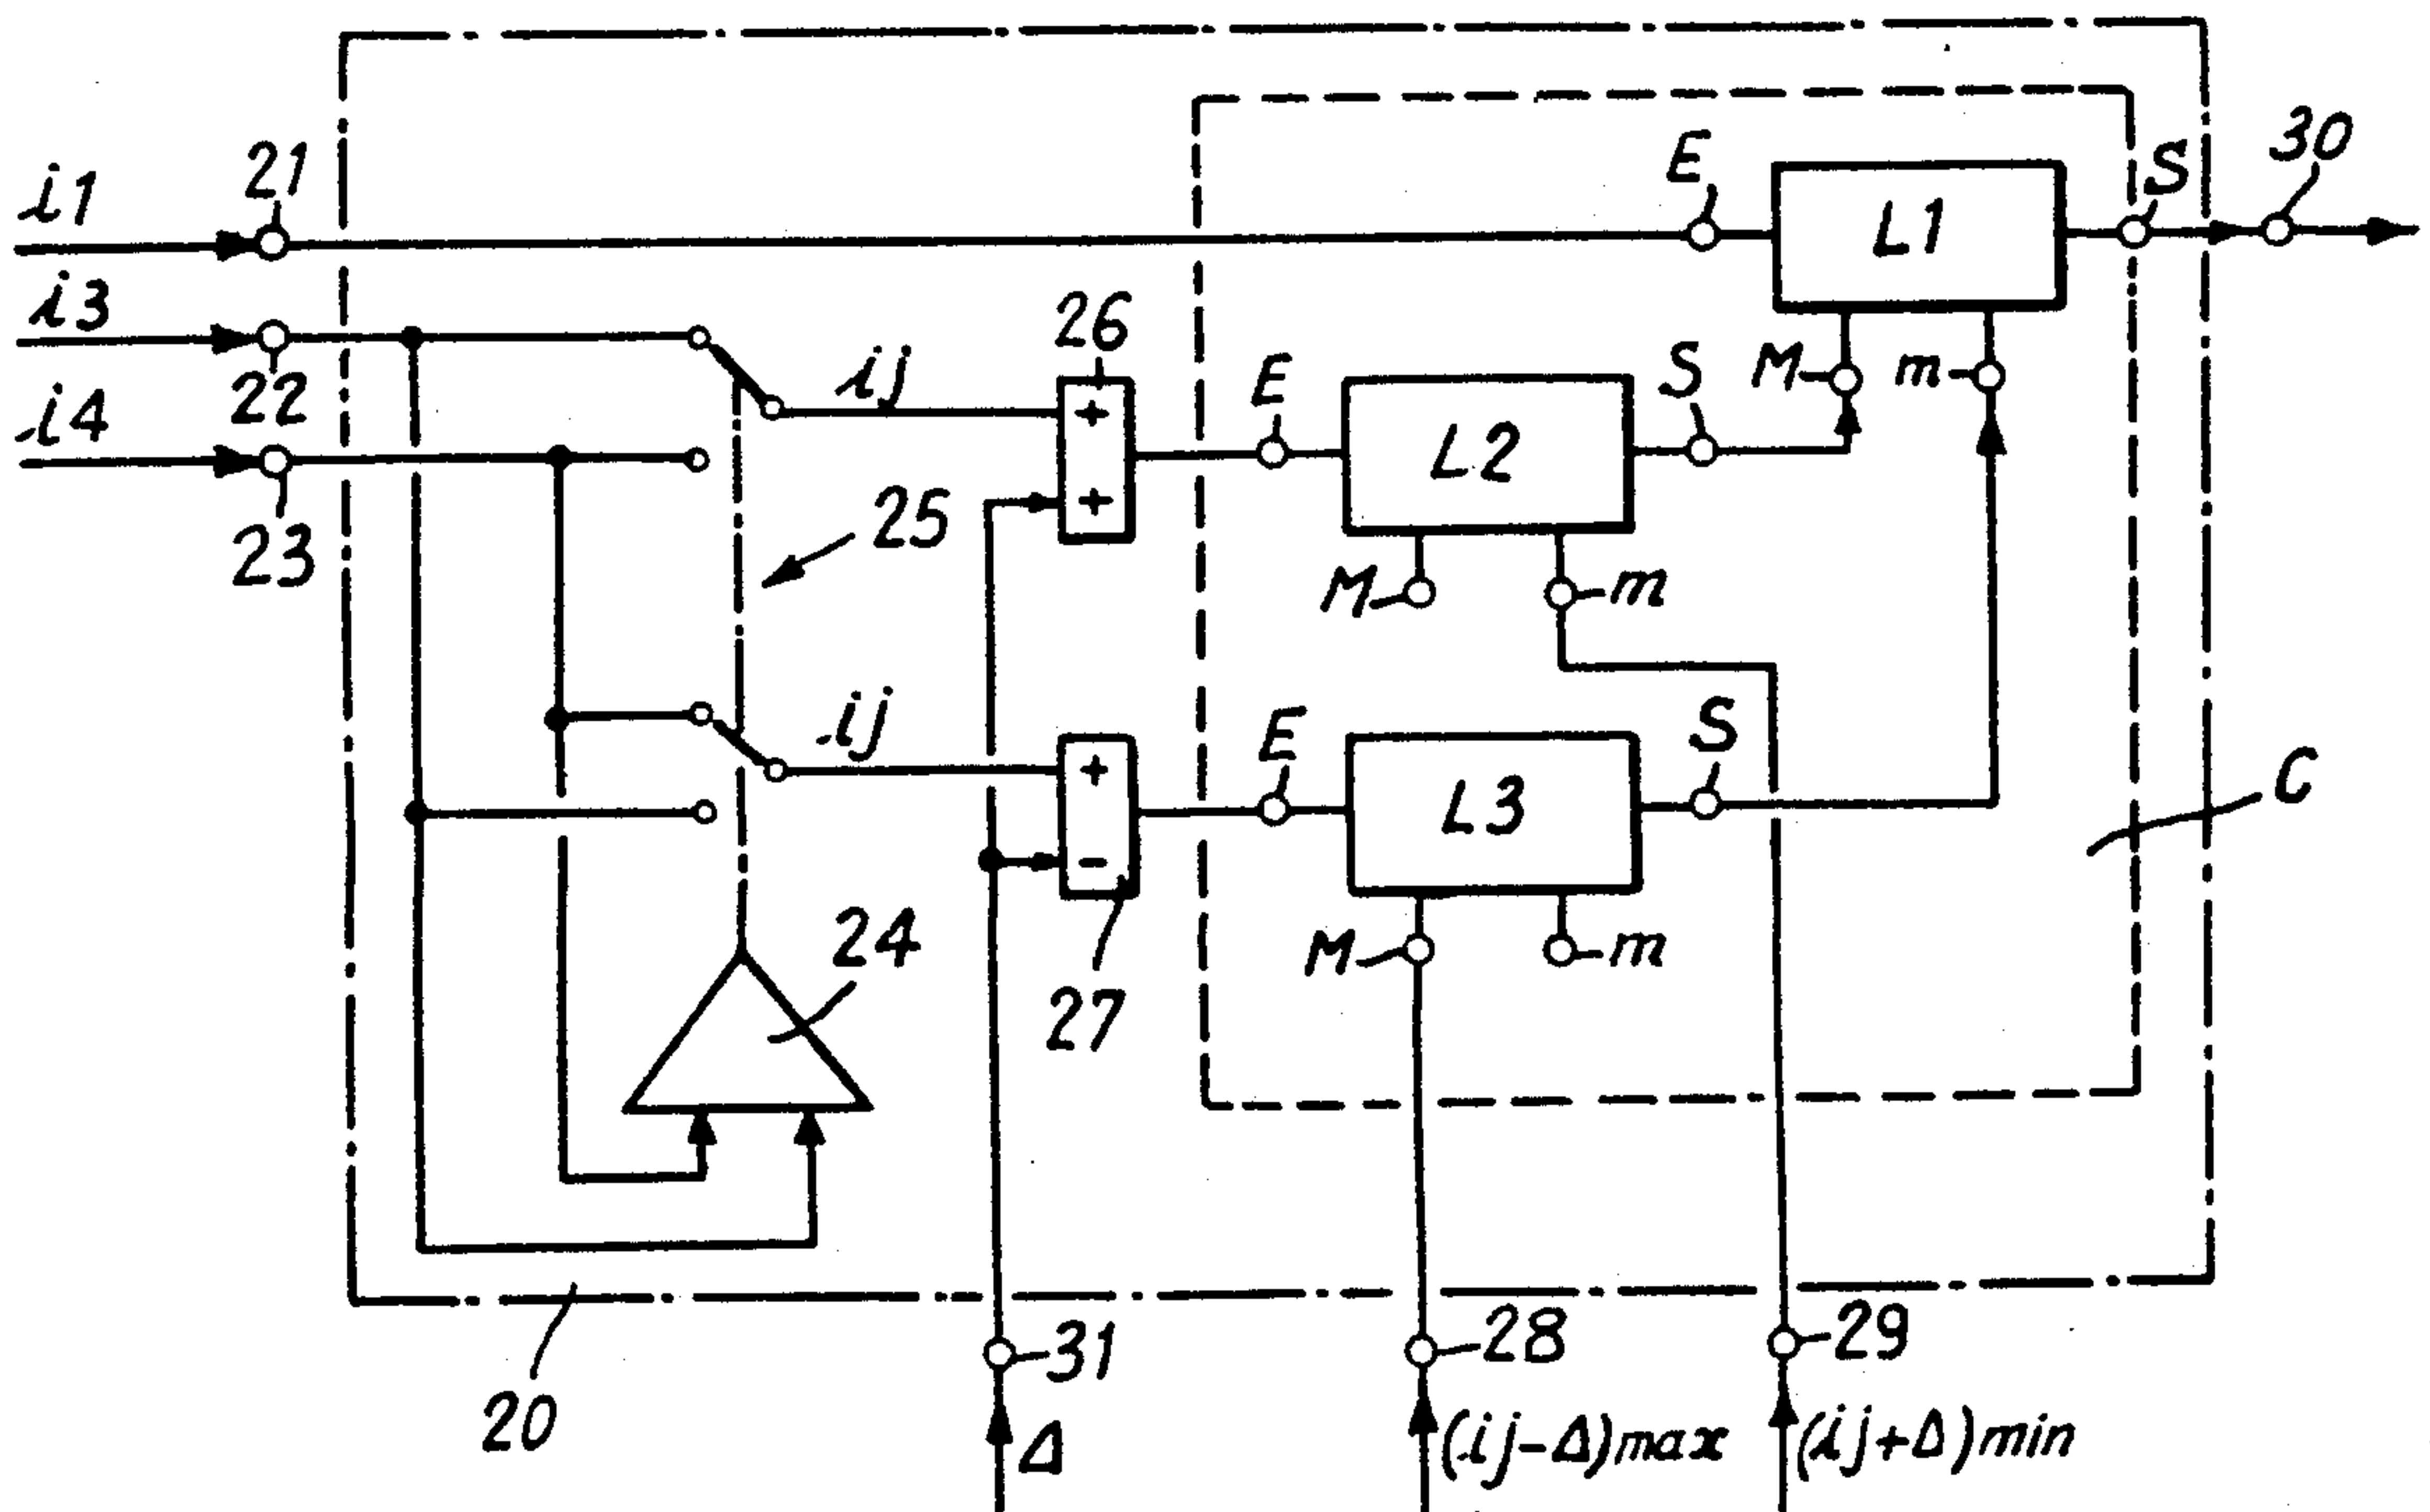 i1
21
i3
22
i4
23
E
L1
S
30
M
m
ij
26
+
+
E
L2
S
M
m
25
ij
+
-
27
E
L3
S
M
m
C
24
20
31
Δ
28
(ij-Δ)max
29
(ij+Δ)min